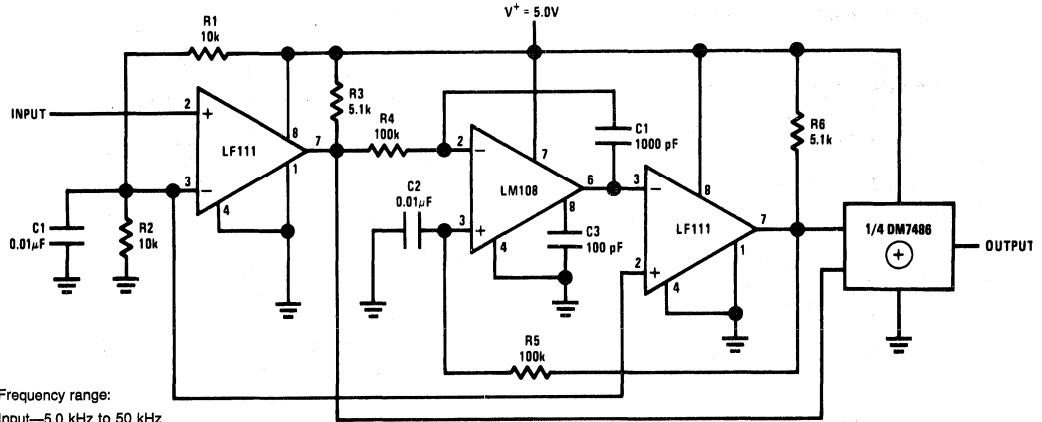 V+ = 5.0V
R1
10k
INPUT
2
+
LF111
8
7
1
3
−
4
C1
0.01μF
R2
10k
R3
5.1k
R4
100k
2
−
LM108
7
6
8
3
+
4
C1
1000 pF
C2
0.01μF
C3
100 pF
3
−
LF111
8
7
1
2
+
4
R5
100k
R6
5.1k
1/4 DM7486
+
OUTPUT
Frequency range:
Input—5.0 kHz to 50 kHz